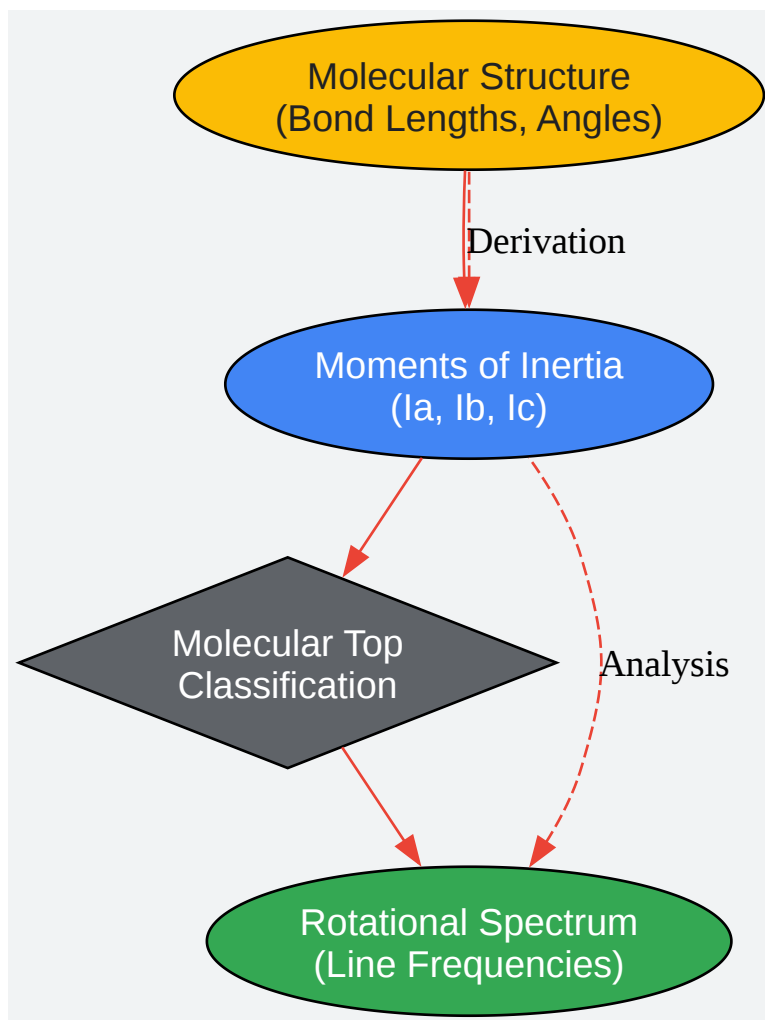 Molecular Structure
(Bond Lengths, Angles)
Derivation
Moments of Inertia
(Ia, Ib, Ic)
Molecular Top
Classification
Analysis
Rotational Spectrum
(Line Frequencies)